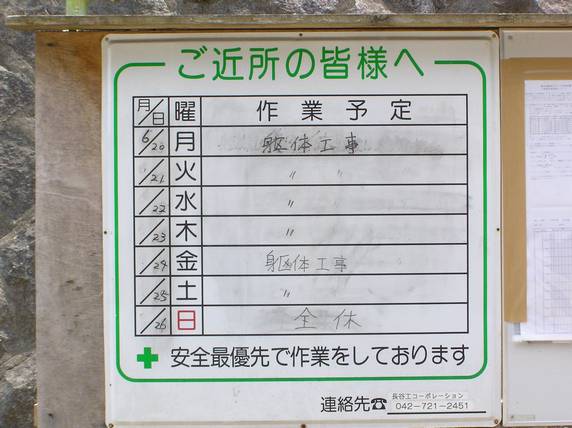 ご近所の皆様へ
月/日 曜 作業予定
6/20 月 躯体工事
/21 火 〃 〃
/22 水 〃
/23 木 〃
/24 金 躯体工事
/25 土 〃
/26 日 全休
安全最優先で作業をしております
連絡先☎ 長谷工コーポレーション
042-721-2451